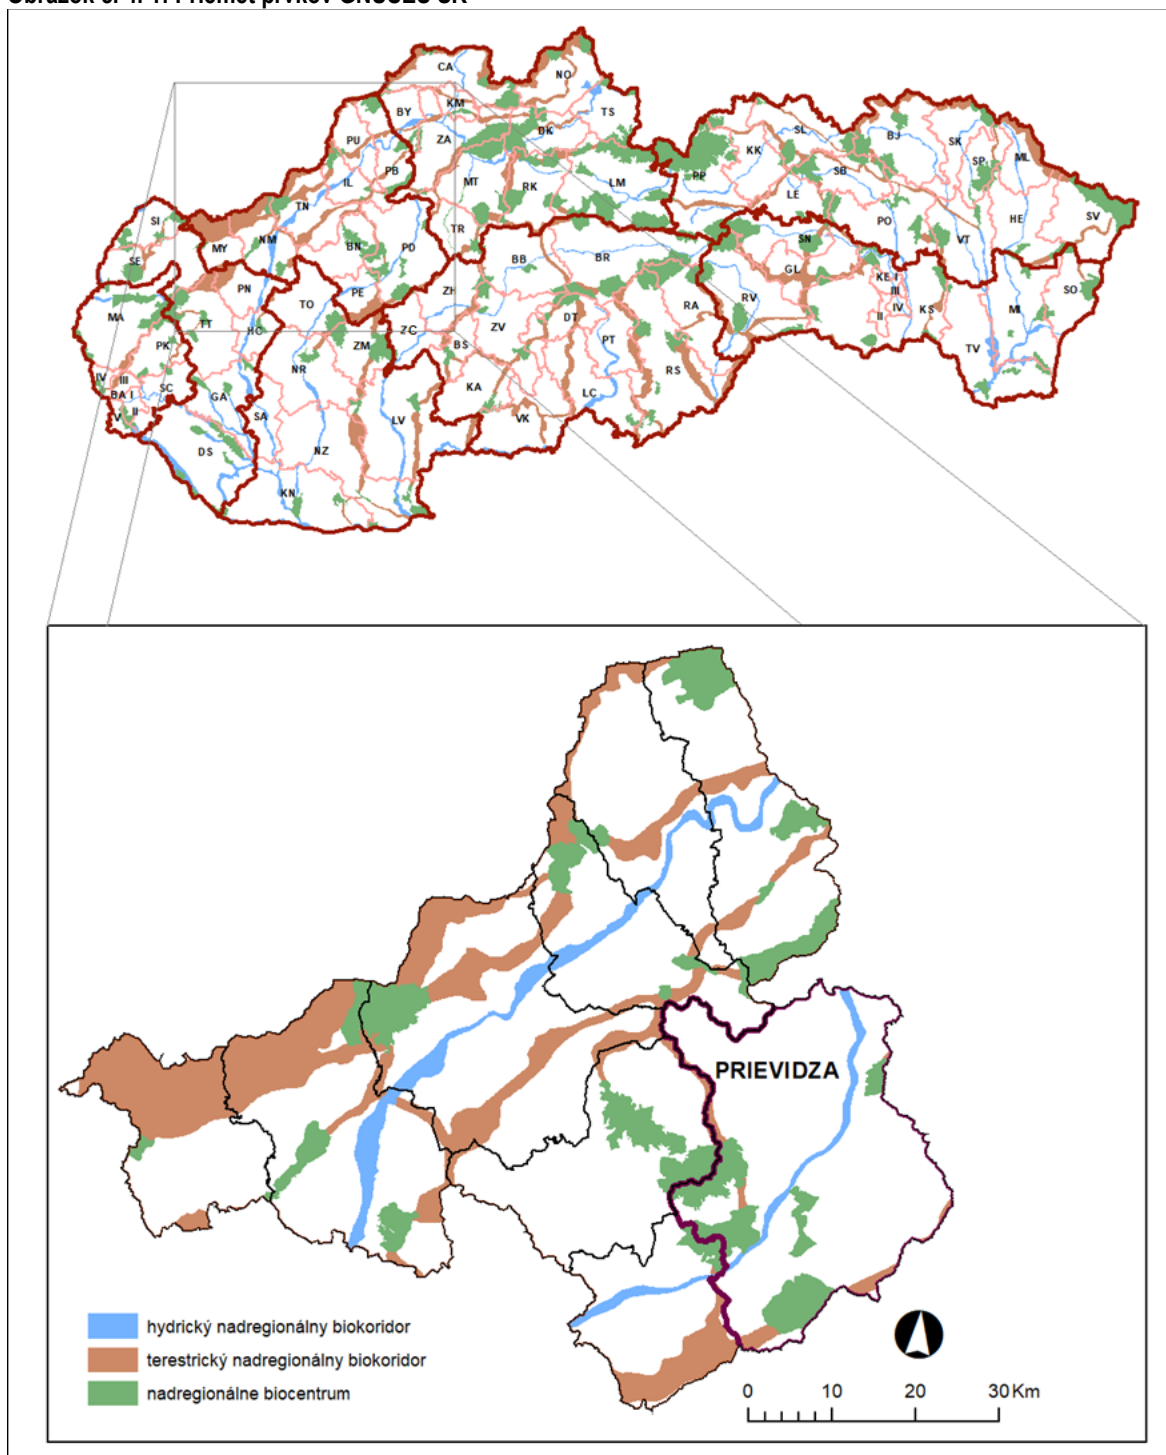 CA
NO
BY
KM
TS
PU
ZA
DK
SL
BJ
SK
KK
SP
ML
PB
IL
MT
RK
LM
PP
LE
SB
TN
SI
TR
PO
HE
SV
MY
NM
BN
PD
SN
VT
SE
BB
BR
PN
TO
PE
ZH
GL
KE I
III
SO
MA
TT
HC
ZC
ZV
DT
RA
RV
IV
II
KS
MI
PK
ZM
BS
PT
TV
IV
III
SC
NR
KA
RS
BA I
GA
LC
V
II
SA
LV
VK
DS
NZ
KN
PRIEVIDZA
hydrický nadregionálny biokoridor
terestrický nadregionálny biokoridor
nadregionálne biocentrum
0 10 20 30 Km